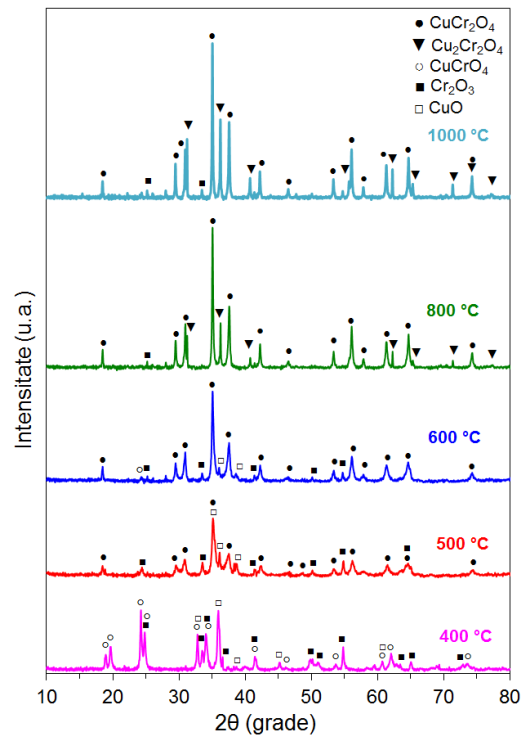 ● CuCr₂O₄
▼ Cu₂Cr₂O₄
○ CuCrO₄
■ Cr₂O₃
□ CuO
1000 °C
800 °C
600 °C
500 °C
400 °C
Intensitate (u.a.)
10 20 30 40 50 60 70 80
2θ (grade)